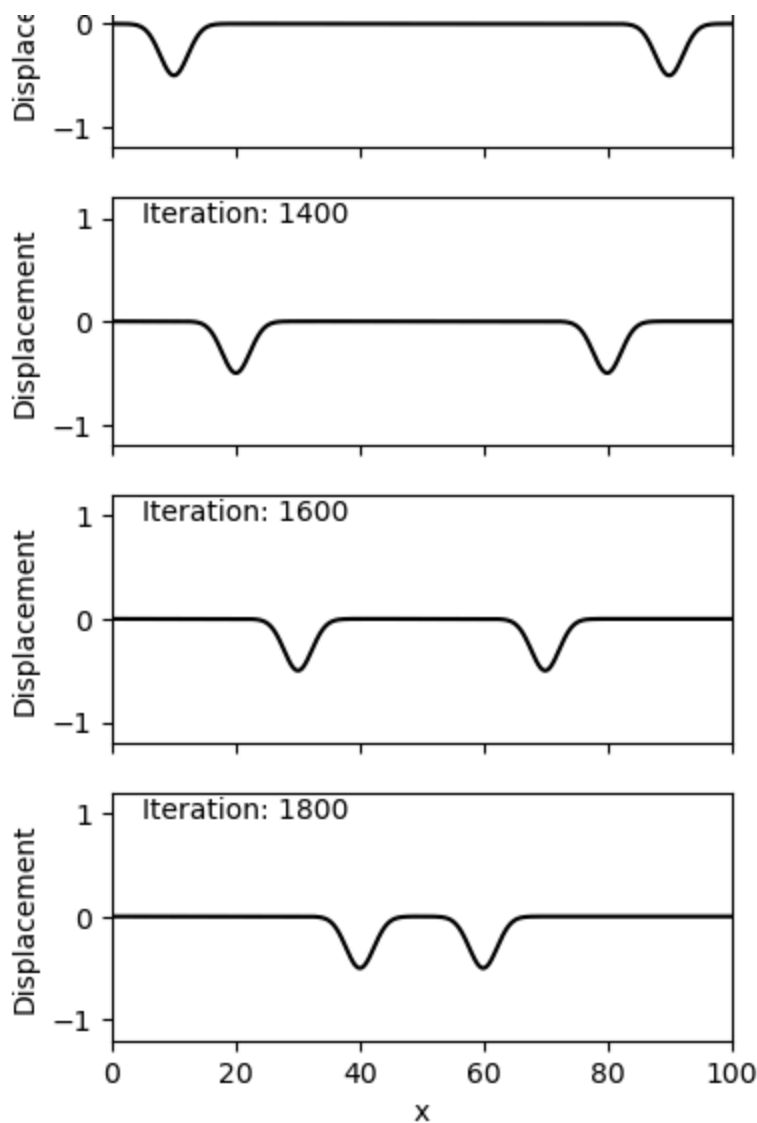 Displace
0
−1
Iteration: 1400
Displacement
1
0
−1
Iteration: 1600
Displacement
1
0
−1
Iteration: 1800
Displacement
1
0
−1
0 20 40 60 80 100
x